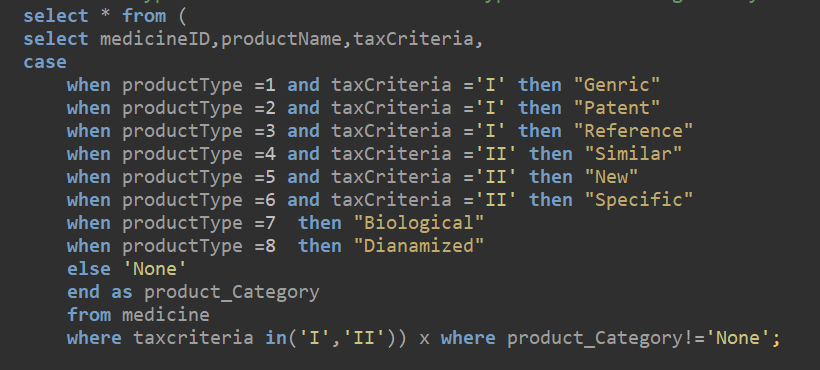 select * from (
select medicineID,productName,taxCriteria,
case
when productType =1 and taxCriteria ='I' then "Genric"
when productType =2 and taxCriteria ='I' then "Patent"
when productType =3 and taxCriteria ='I' then "Reference"
when productType =4 and taxCriteria ='II' then "Similar"
when productType =5 and taxCriteria ='II' then "New"
when productType =6 and taxCriteria ='II' then "Specific"
when productType =7  then "Biological"
when productType =8  then "Dianamized"
else 'None'
end as product_Category
from medicine
where taxcriteria in('I','II')) x where product_Category!='None';